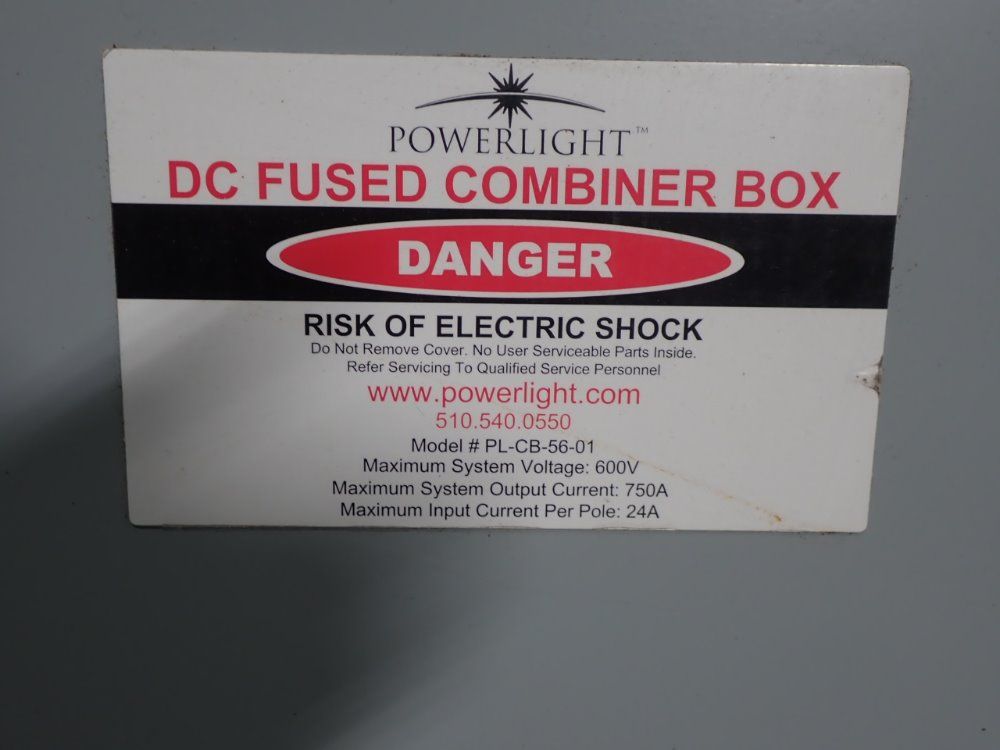 POWERLIGHT™
DC FUSED COMBINER BOX
DANGER
RISK OF ELECTRIC SHOCK
Do Not Remove Cover. No User Serviceable Parts Inside.
Refer Servicing To Qualified Service Personnel
www.powerlight.com
510.540.0550
Model # PL-CB-56-01
Maximum System Voltage: 600V
Maximum System Output Current: 750A
Maximum Input Current Per Pole: 24A